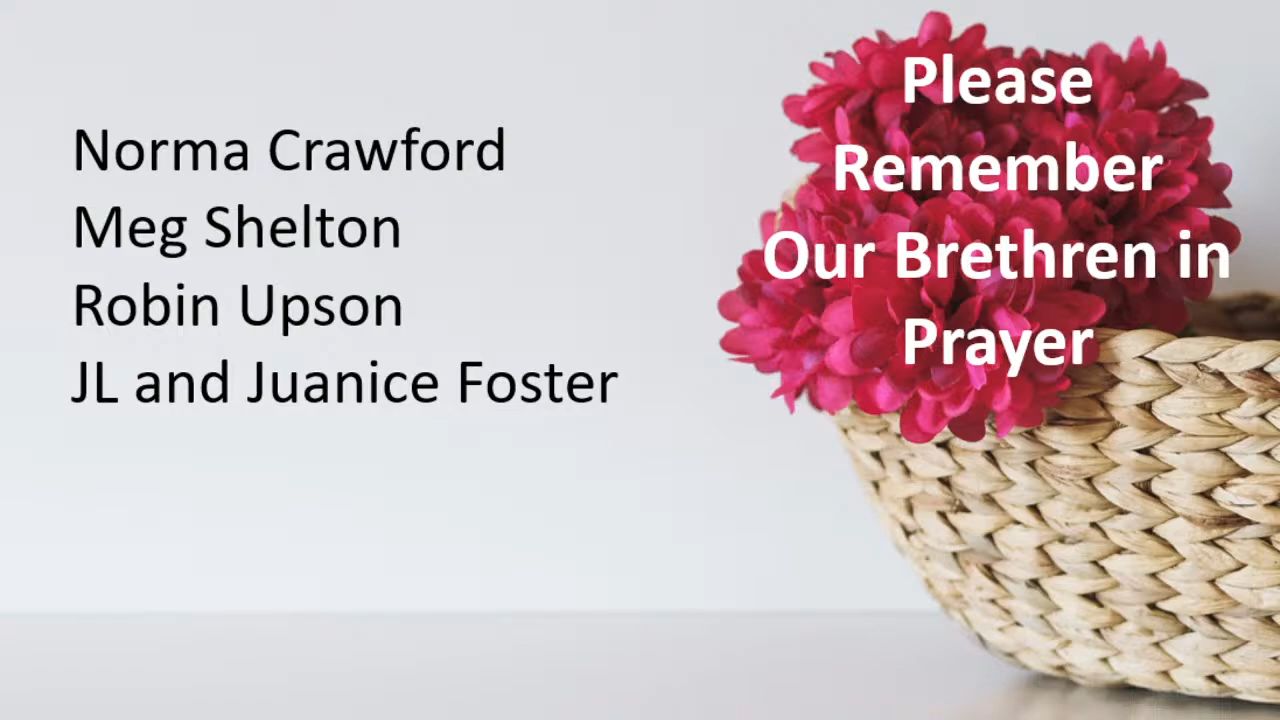 Norma Crawford
Meg Shelton
Robin Upson
JL and Juanice Foster
Please
Remember
Our Brethren in
Prayer